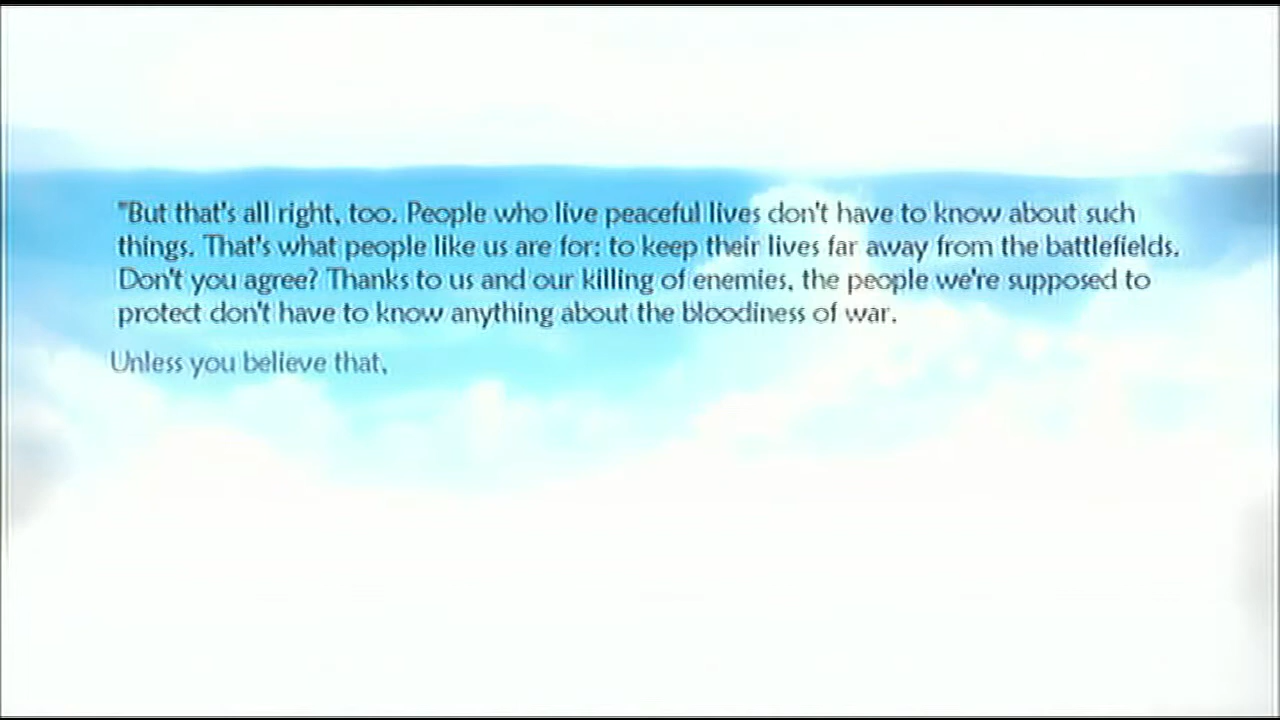 "But that's all right, too. People who live peaceful lives don't have to know about such
things. That's what people like us are for: to keep their lives far away from the battlefields.
Don't you agree? Thanks to us and our killing of enemies, the people we're supposed to
protect don't have to know anything about the bloodiness of war.
Unless you believe that,